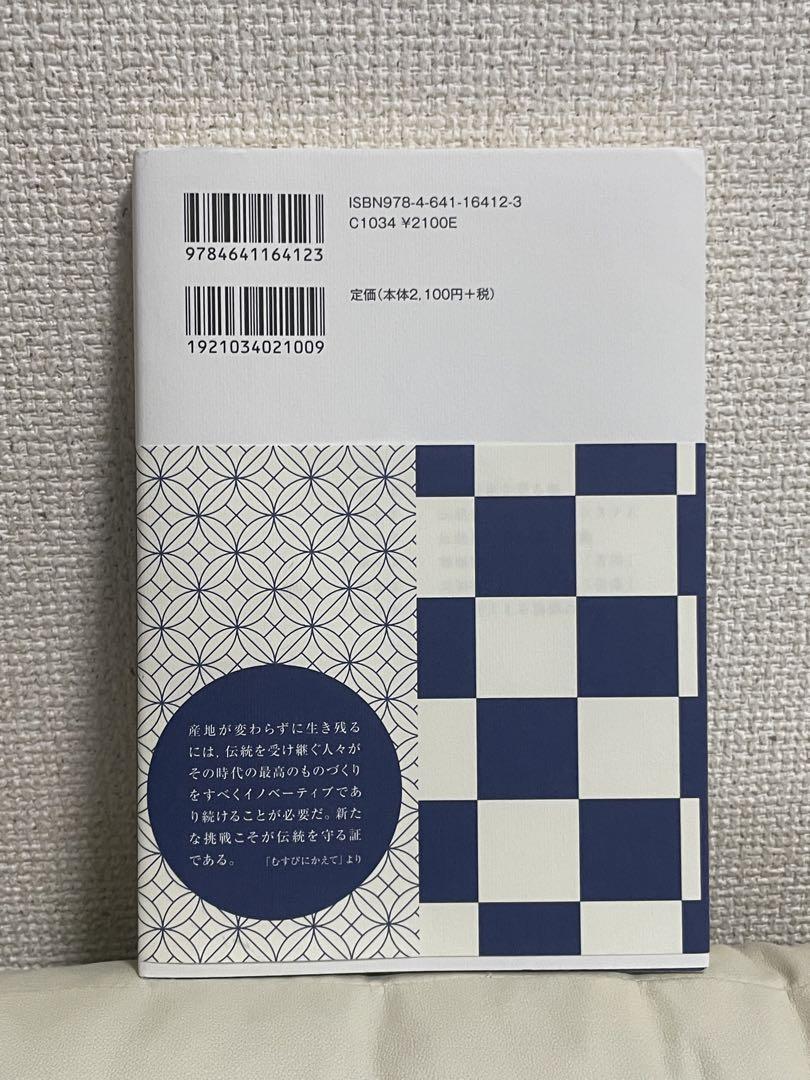 ISBN978-4-641-16412-3
C1034 ¥2100E
9784641164123
定価(本体2,100円+税)
1921034021009
産地が変わらずに生き残る
には、伝統を受け継ぐ人々が
その時代の最高のものづくり
をすべくイノベーティブであ
り続けることが必要だ。新た
な挑戦こそが伝統を守る証
である。 「むすびにかえて」より